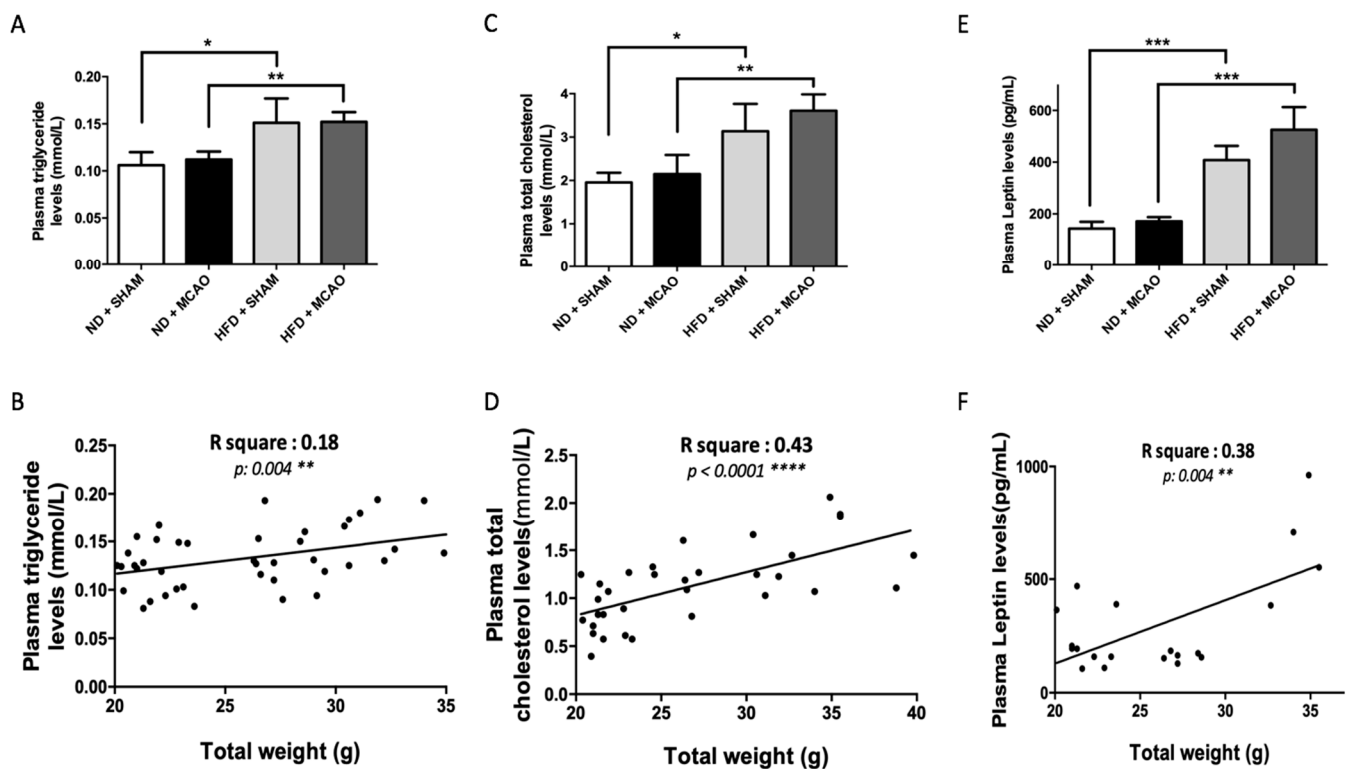 A
*
**
0.20
0.15
0.10
0.05
0.00
Plasma triglyceride
levels (mmol/L)
ND + SHAM
ND + MCAO
HFD + SHAM
HFD + MCAO
C
*
**
4
3
2
1
0
Plasma total cholesterol
levels (mmol/L)
ND + SHAM
ND + MCAO
HFD + SHAM
HFD + MCAO
E
***
***
600
400
200
0
Plasma Leptin levels (pg/mL)
ND + SHAM
ND + MCAO
HFD + SHAM
HFD + MCAO
B
R square : 0.18
p: 0.004 **
0.25
0.20
0.15
0.10
0.05
0.00
Plasma triglyceride
levels (mmol/L)
20
25
30
35
Total weight (g)
D
R square : 0.43
p < 0.0001 ****
2.5
2.0
1.5
1.0
0.5
0.0
Plasma total
cholesterol levels(mmol/L)
20
25
30
35
40
Total weight (g)
F
R square : 0.38
p: 0.004 **
1000
500
0
Plasma Leptin levels(pg/mL)
20
25
30
35
Total weight (g)